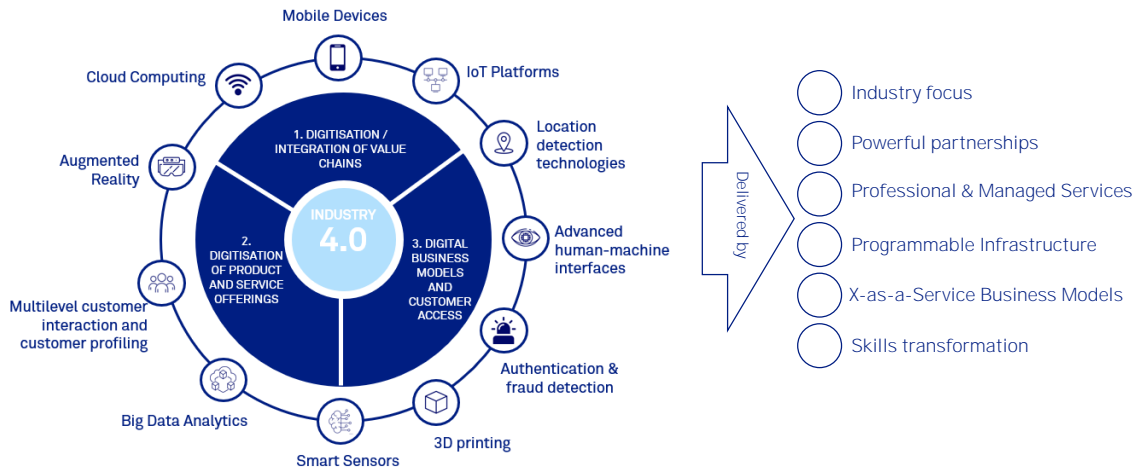 Mobile Devices
Cloud Computing
IoT Platforms
Location
detection
technologies
Augmented
Reality
1. DIGITISATION /
INTEGRATION OF VALUE
CHAINS
INDUSTRY
4.0
2.
DIGITISATION
OF PRODUCT
AND SERVICE
OFFERINGS
3. DIGITAL
BUSINESS
MODELS
AND
CUSTOMER
ACCESS
Advanced
human-machine
interfaces
Multilevel customer
interaction and
customer profiling
Authentication &
fraud detection
Big Data Analytics
3D printing
Smart Sensors
Delivered by
Industry focus
Powerful partnerships
Professional & Managed Services
Programmable Infrastructure
X-as-a-Service Business Models
Skills transformation